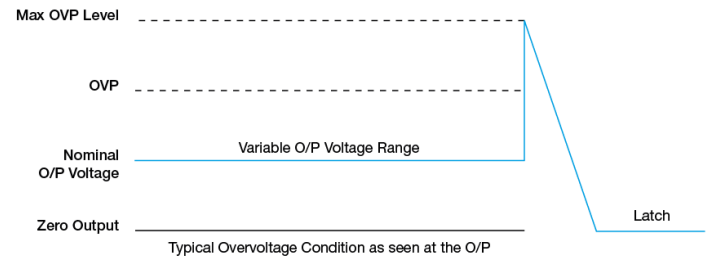 Max OVP Level
OVP
Variable O/P Voltage Range
Nominal
O/P Voltage
Latch
Zero Output
Typical Overvoltage Condition as seen at the O/P